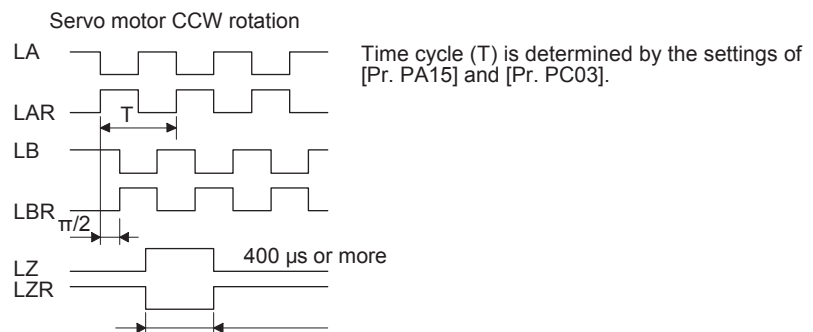 Servo motor CCW rotation
LA
Time cycle (T) is determined by the settings of
[Pr. PA15] and [Pr. PC03].
LAR
T
LB
LBR
π/2
400 µs or more
LZ
LZR